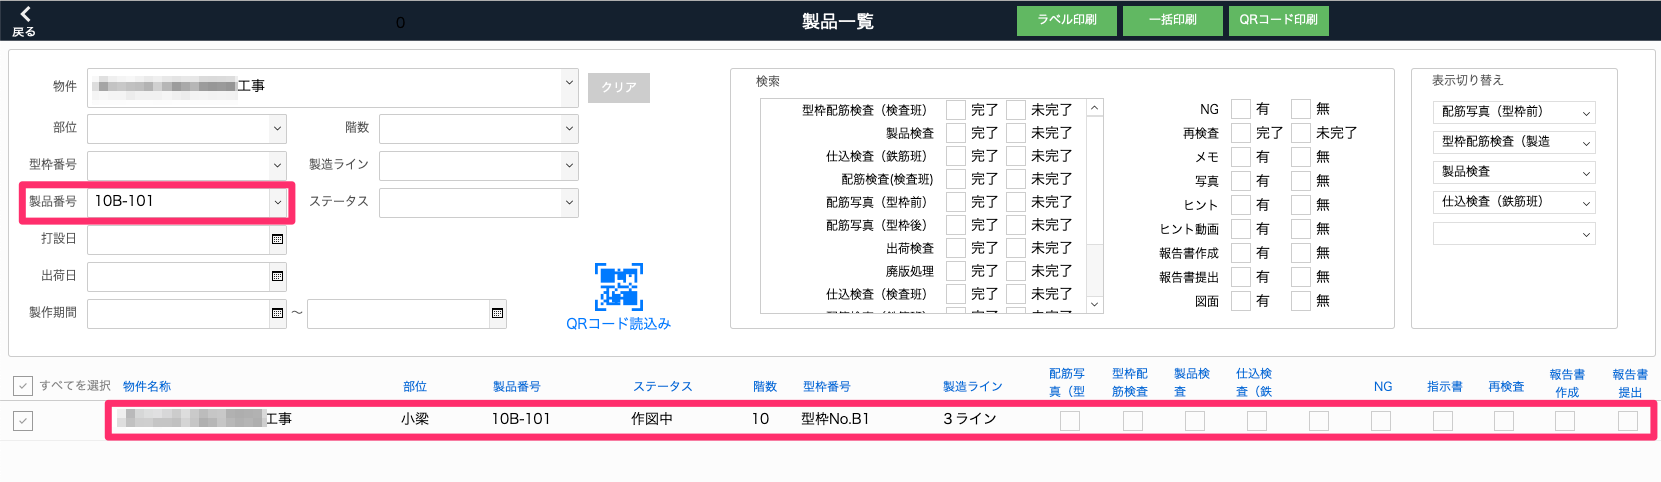 戻る
0
製品一覧
ラベル印刷 一括印刷 QRコード印刷
物件 工事 クリア
部位 階数
型枠番号 製造ライン
製品番号 10B-101 ステータス
打設日
出荷日
製作期間 ～
QRコード読込み
検索
型枠配筋検査（検査班） 完了 未完了
製品検査 完了 未完了
仕込検査（鉄筋班） 完了 未完了
配筋検査(検査班) 完了 未完了
配筋写真（型枠前） 完了 未完了
配筋写真（型枠後） 完了 未完了
出荷検査 完了 未完了
廃版処理 完了 未完了
仕込検査（検査班） 完了 未完了
NG 有 無
再検査 完了 未完了
メモ 有 無
写真 有 無
ヒント 有 無
ヒント動画 有 無
報告書作成 有 無
報告書提出 有 無
図面 有 無
表示切り替え
配筋写真（型枠前）
型枠配筋検査（製造
製品検査
仕込検査（鉄筋班）
すべてを選択 物件名称 部位 製品番号 ステータス 階数 型枠番号 製造ライン 配筋写真（型 型枠配筋検査 製品検査 仕込検査（鉄 NG 指示書 再検査 報告書作成 報告書提出
工事 小梁 10B-101 作図中 10 型枠No.B1 3ライン